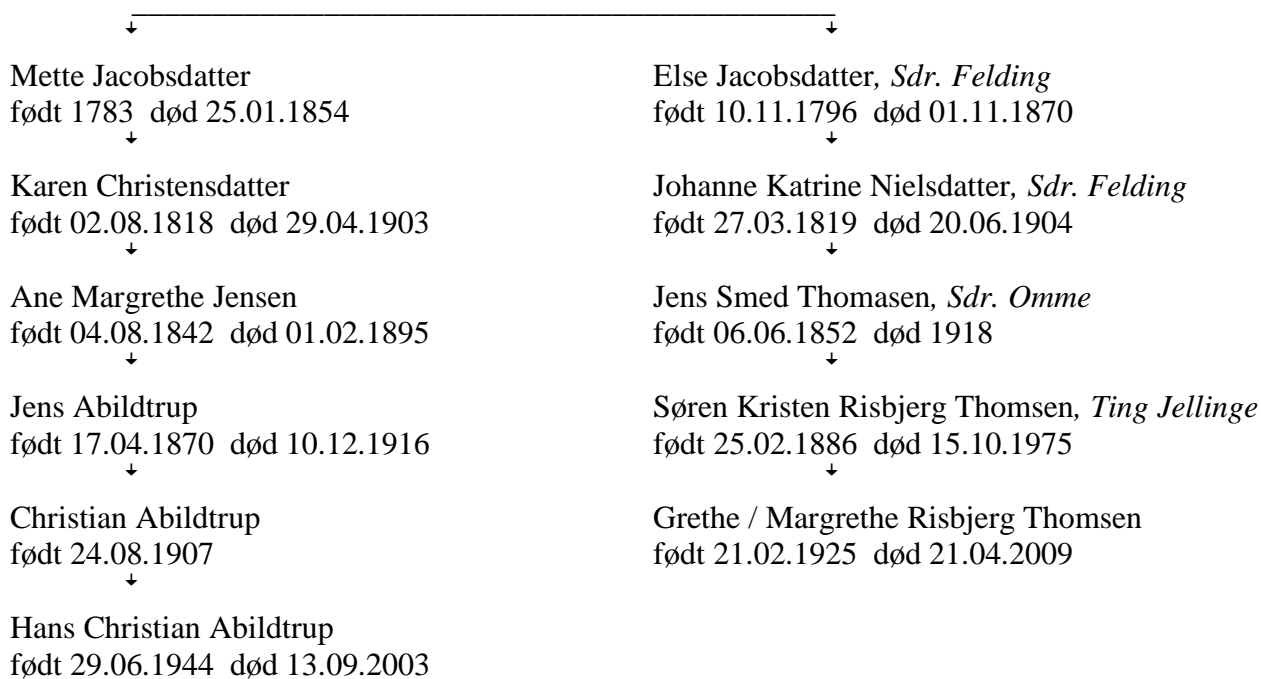 Mette Jacobsdatter
født 1783 død 25.01.1854
Karen Christensdatter
født 02.08.1818 død 29.04.1903
Ane Margrethe Jensen
født 04.08.1842 død 01.02.1895
Jens Abildtrup
født 17.04.1870 død 10.12.1916
Christian Abildtrup
født 24.08.1907
Hans Christian Abildtrup
født 29.06.1944 død 13.09.2003
Else Jacobsdatter, Sdr. Felding
født 10.11.1796 død 01.11.1870
Johanne Katrine Nielsdatter, Sdr. Felding
født 27.03.1819 død 20.06.1904
Jens Smed Thomasen, Sdr. Omme
født 06.06.1852 død 1918
Søren Kristen Risbjerg Thomsen, Ting Jellinge
født 25.02.1886 død 15.10.1975
Grethe / Margrethe Risbjerg Thomsen
født 21.02.1925 død 21.04.2009